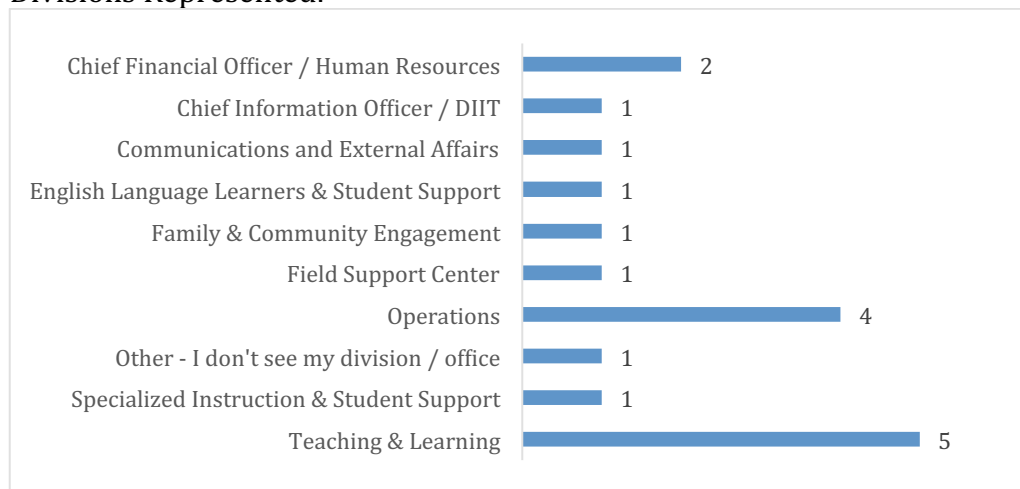 Divisions Represented:
Chief Financial Officer / Human Resources 2
Chief Information Officer / DIIT 1
Communications and External Affairs 1
English Language Learners & Student Support 1
Family & Community Engagement 1
Field Support Center 1
Operations 4
Other - I don't see my division / office 1
Specialized Instruction & Student Support 1
Teaching & Learning 5